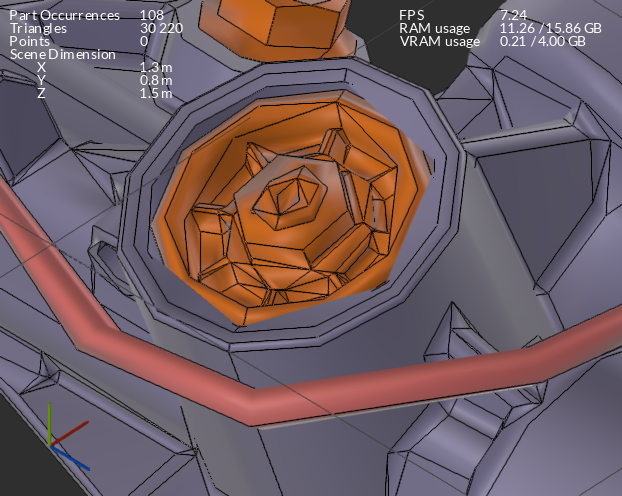 Part Occurrences 108
Triangles 30 220
Points 0
Scene Dimension
X 1.3 m
Y 0.8 m
Z 1.5 m
FPS 7.24
RAM usage 11.26 / 15.86 GB
VRAM usage 0.21 / 4.00 GB